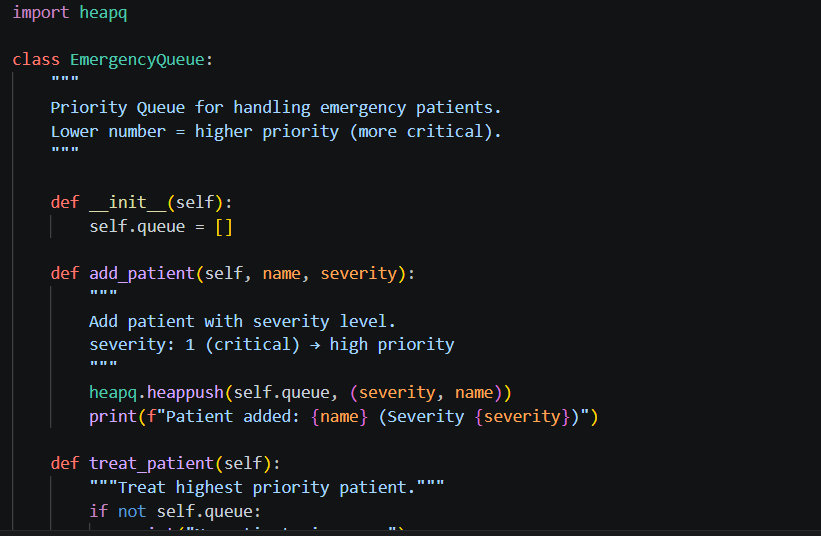 import heapq
class EmergencyQueue:
"""
Priority Queue for handling emergency patients.
Lower number = higher priority (more critical).
"""
def __init__(self):
self.queue = []
def add_patient(self, name, severity):
"""
Add patient with severity level.
severity: 1 (critical) → high priority
"""
heapq.heappush(self.queue, (severity, name))
print(f"Patient added: {name} (Severity {severity})")
def treat_patient(self):
"""Treat highest priority patient."""
if not self.queue: